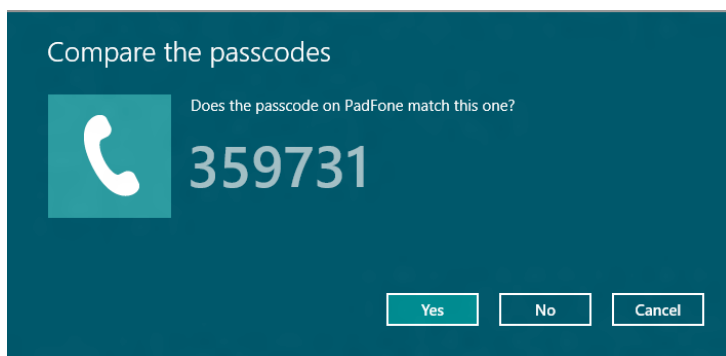 Compare the passcodes
Does the passcode on PadFone match this one?
359731
Yes No Cancel